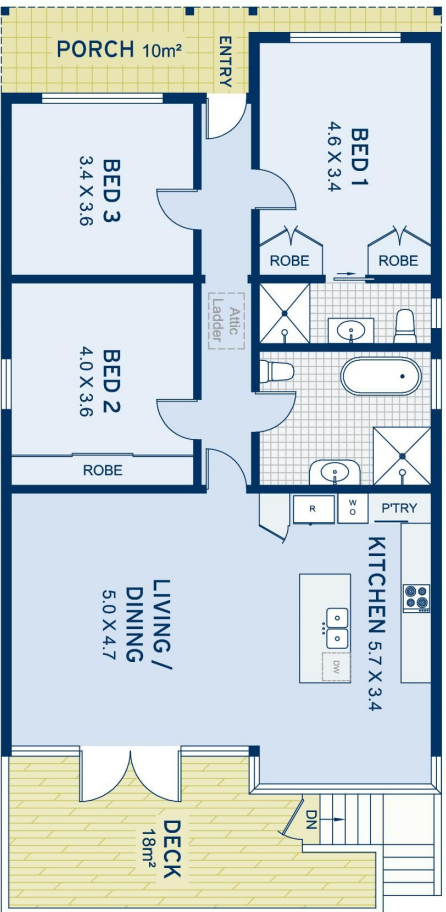 PORCH 10m²
ENTRY
BED 1
4.6 X 3.4
BED 3
3.4 X 3.6
ROBE
ROBE
Attic
Ladder
BED 2
4.0 X 3.6
ROBE
R
W
O
P'TRY
KITCHEN 5.7 X 3.4
LIVING /
DINING
5.0 X 4.7
DW
DN
DECK
18m²